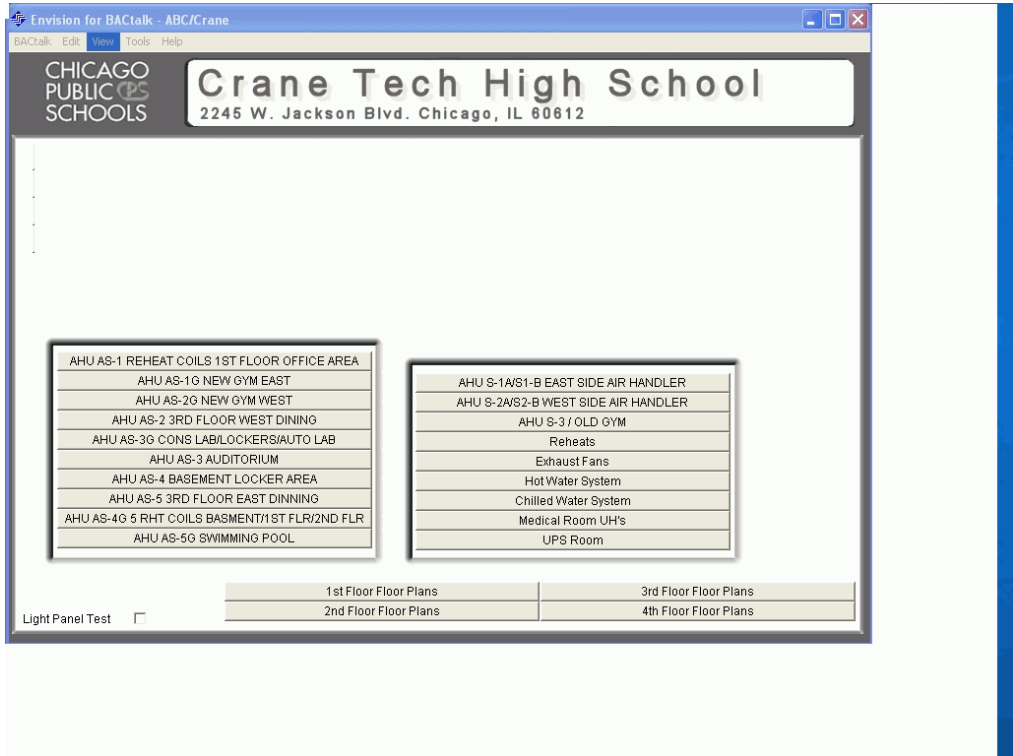 Envision for BACtalk - ABC/Crane
BACtalk Edit View Tools Help
CHICAGO
PUBLIC CPS
SCHOOLS
Crane Tech High School
2245 W. Jackson Blvd. Chicago, IL 60612
AHU AS-1 REHEAT COILS 1ST FLOOR OFFICE AREA
AHU AS-1G NEW GYM EAST
AHU AS-2G NEW GYM WEST
AHU AS-2 3RD FLOOR WEST DINING
AHU AS-3G CONS LAB/LOCKERS/AUTO LAB
AHU AS-3 AUDITORIUM
AHU AS-4 BASEMENT LOCKER AREA
AHU AS-5 3RD FLOOR EAST DINNING
AHU AS-4G 5 RHT COILS BASMENT/1ST FLR/2ND FLR
AHU AS-5G SWIMMING POOL
AHU S-1A/S1-B EAST SIDE AIR HANDLER
AHU S-2A/S2-B WEST SIDE AIR HANDLER
AHU S-3 / OLD GYM
Reheats
Exhaust Fans
Hot Water System
Chilled Water System
Medical Room UH's
UPS Room
1st Floor Floor Plans
2nd Floor Floor Plans
3rd Floor Floor Plans
4th Floor Floor Plans
Light Panel Test